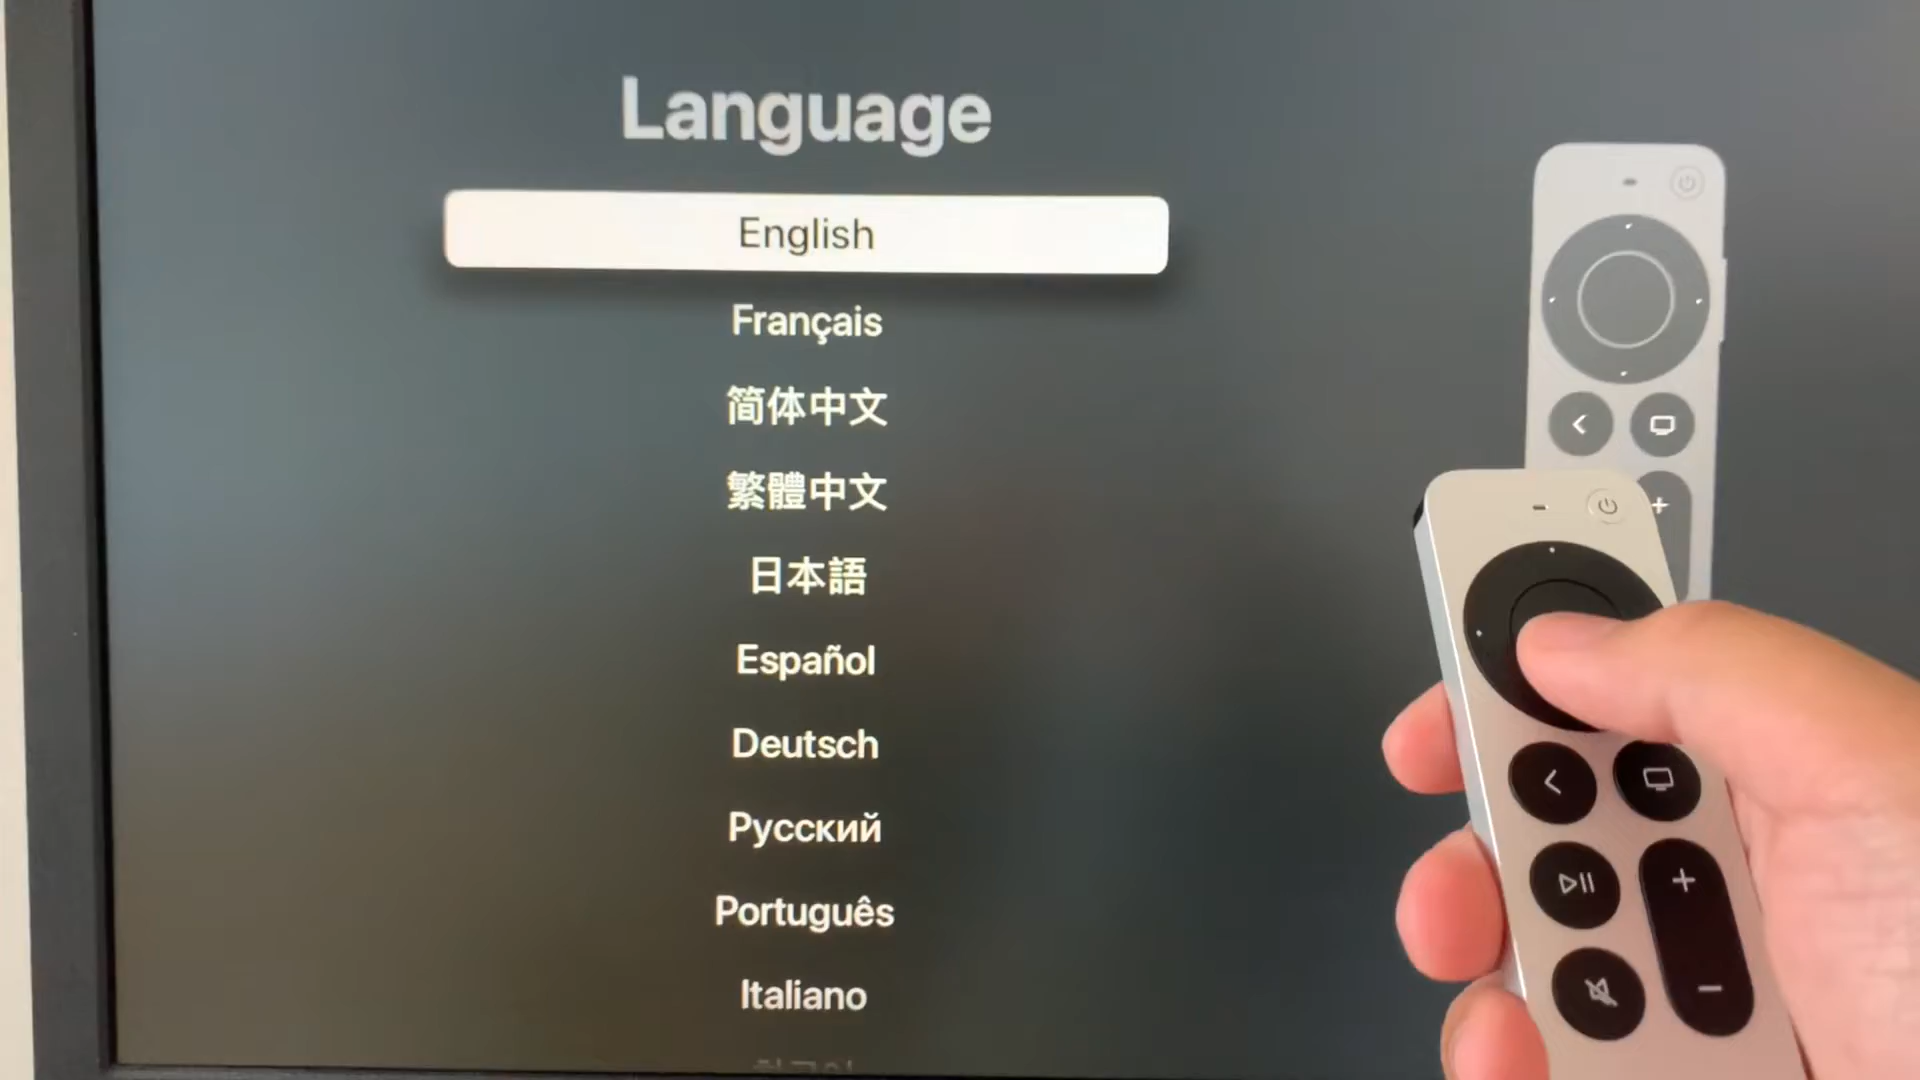 Language
English
Français
简体中文
繁體中文
日本語
Español
Deutsch
Русский
Português
Italiano